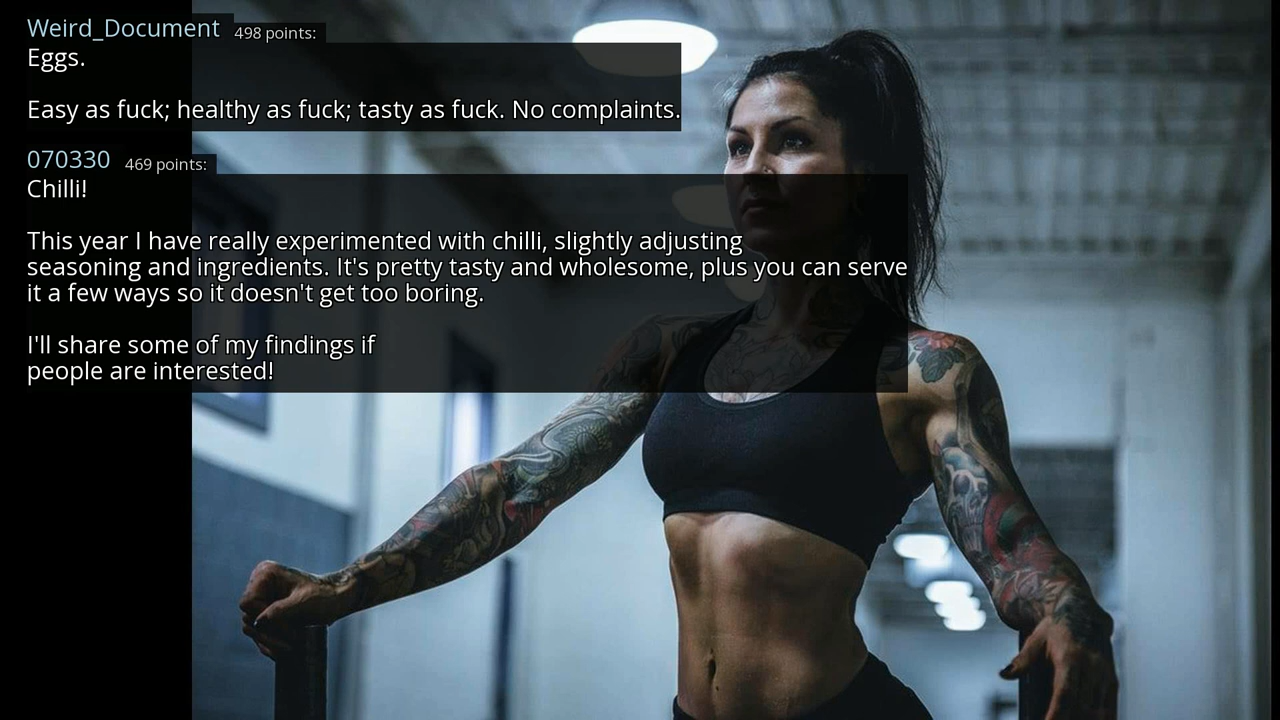 Weird_Document 498 points:
Eggs.
Easy as fuck; healthy as fuck; tasty as fuck. No complaints.
070330 469 points:
Chilli!
This year I have really experimented with chilli, slightly adjusting
seasoning and ingredients. It's pretty tasty and wholesome, plus you can serve
it a few ways so it doesn't get too boring.
I'll share some of my findings if
people are interested!